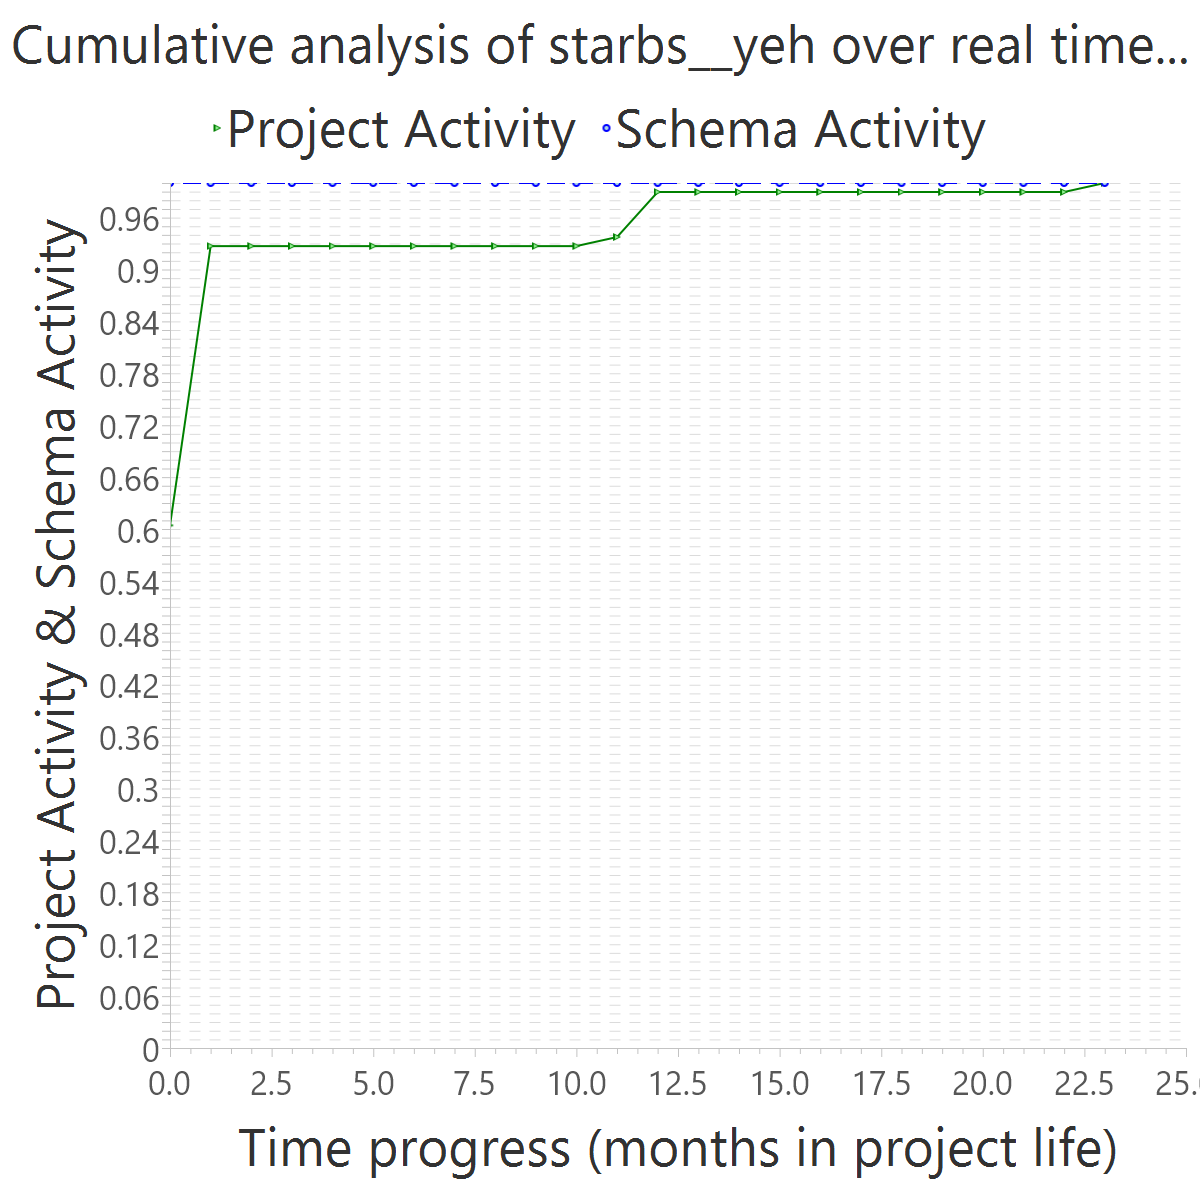 Cumulative analysis of starbs__yeh over real time...
Project Activity
Schema Activity
Project Activity & Schema Activity
0.96
0.9
0.84
0.78
0.72
0.66
0.6
0.54
0.48
0.42
0.36
0.3
0.24
0.18
0.12
0.06
0
0.0 2.5 5.0 7.5 10.0 12.5 15.0 17.5 20.0 22.5 25.
Time progress (months in project life)